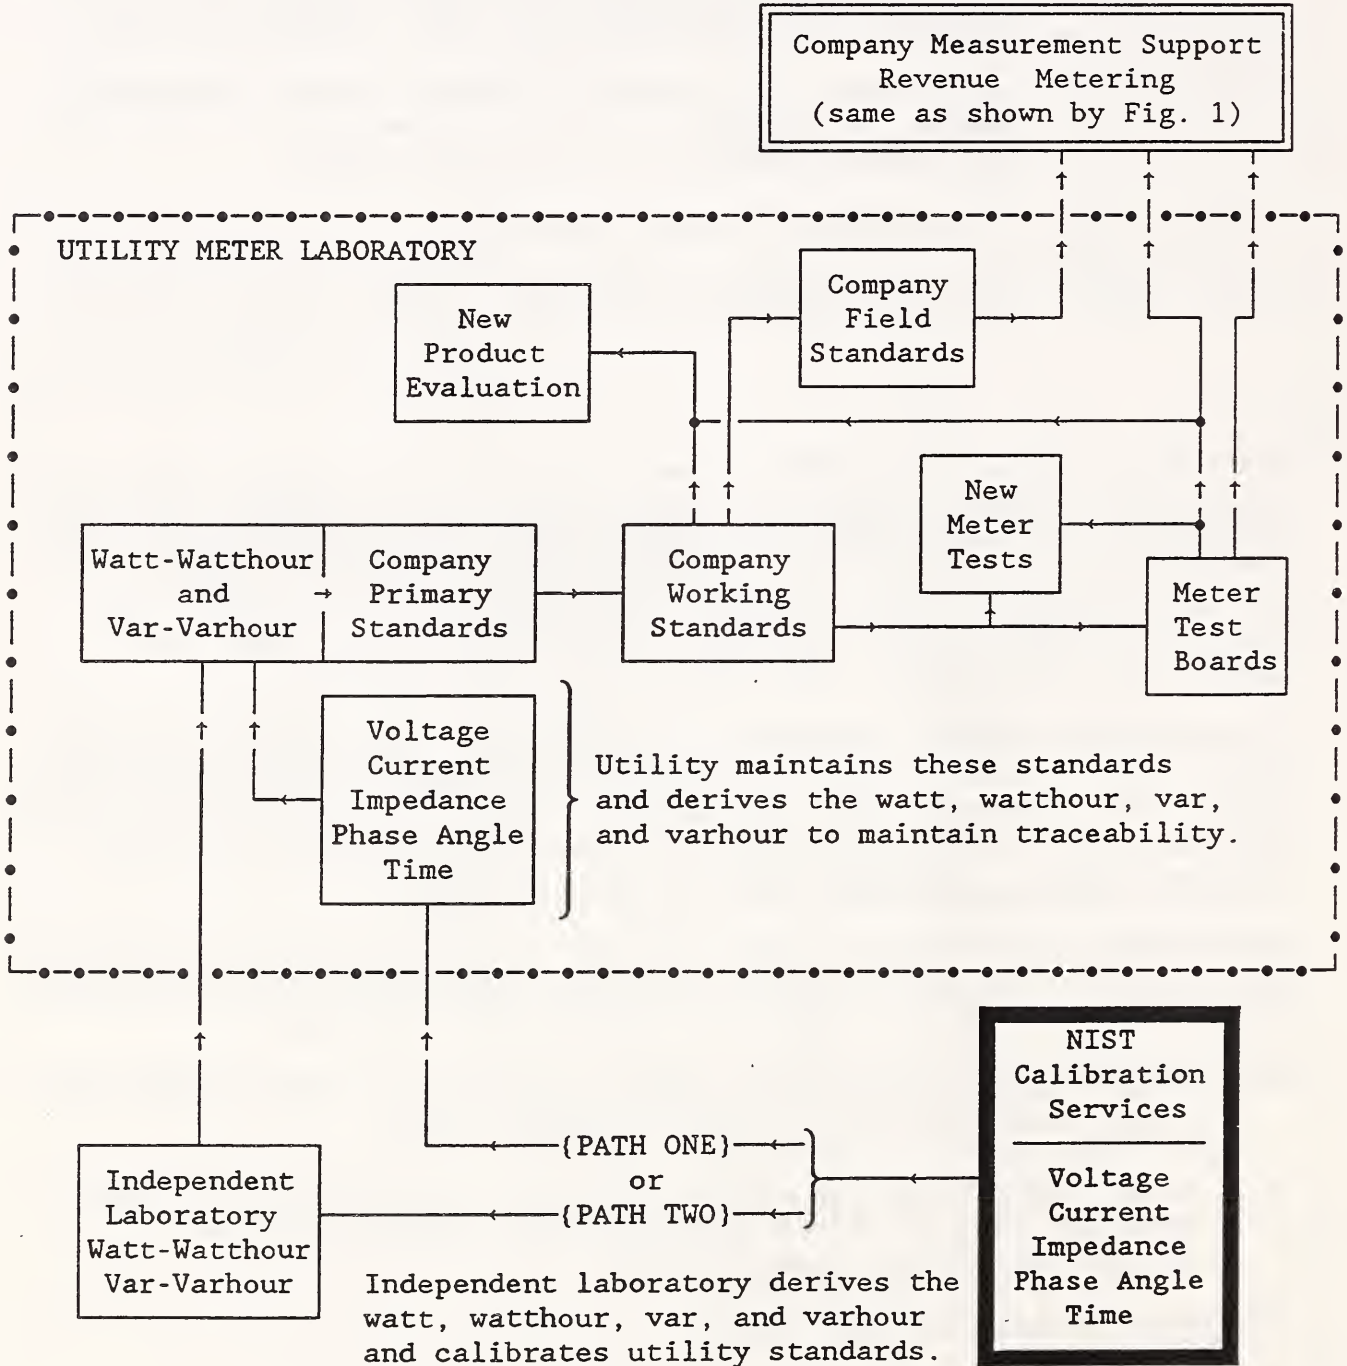 Company Measurement Support
Revenue Metering
(same as shown by Fig. 1)
UTILITY METER LABORATORY
New
Product
Evaluation
Company
Field
Standards
New
Meter
Tests
Watt-Watthour
and
Var-Varhour
Company
Primary
Standards
Company
Working
Standards
Meter
Test
Boards
Voltage
Current
Impedance
Phase Angle
Time
Utility maintains these standards
and derives the watt, watthour, var,
and varhour to maintain traceability.
NIST
Calibration
Services
Voltage
Current
Impedance
Phase Angle
Time
{PATH ONE}
or
{PATH TWO}
Independent
Laboratory
Watt-Watthour
Var-Varhour
Independent laboratory derives the
watt, watthour, var, and varhour
and calibrates utility standards.